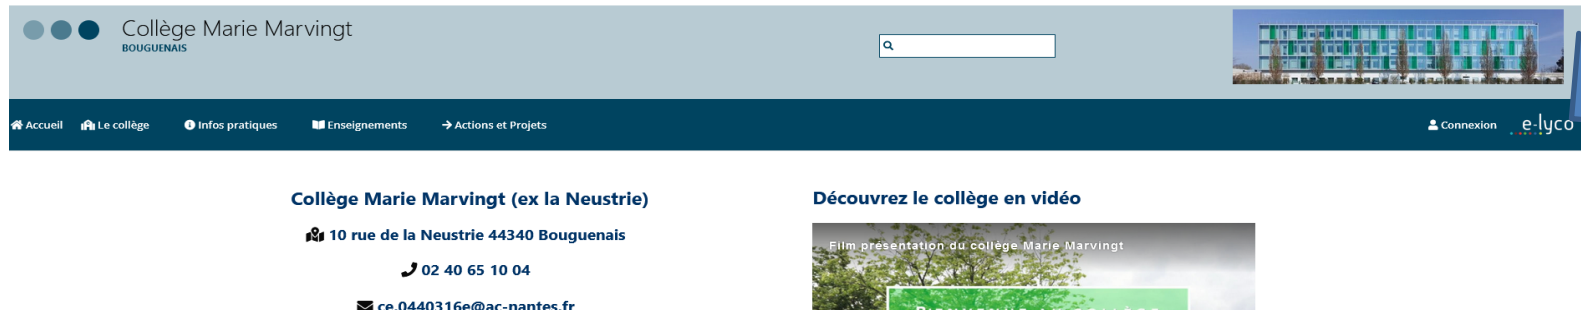 Collège Marie Marvingt
BOUGUENAIS
Accueil Le collège Infos pratiques Enseignements Actions et Projets Connexion e-lyco
Collège Marie Marvingt (ex la Neustrie)
10 rue de la Neustrie 44340 Bouguenais
02 40 65 10 04
ce.0440316e@ac-nantes.fr
Découvrez le collège en vidéo
Film présentation du collège Marie Marvingt